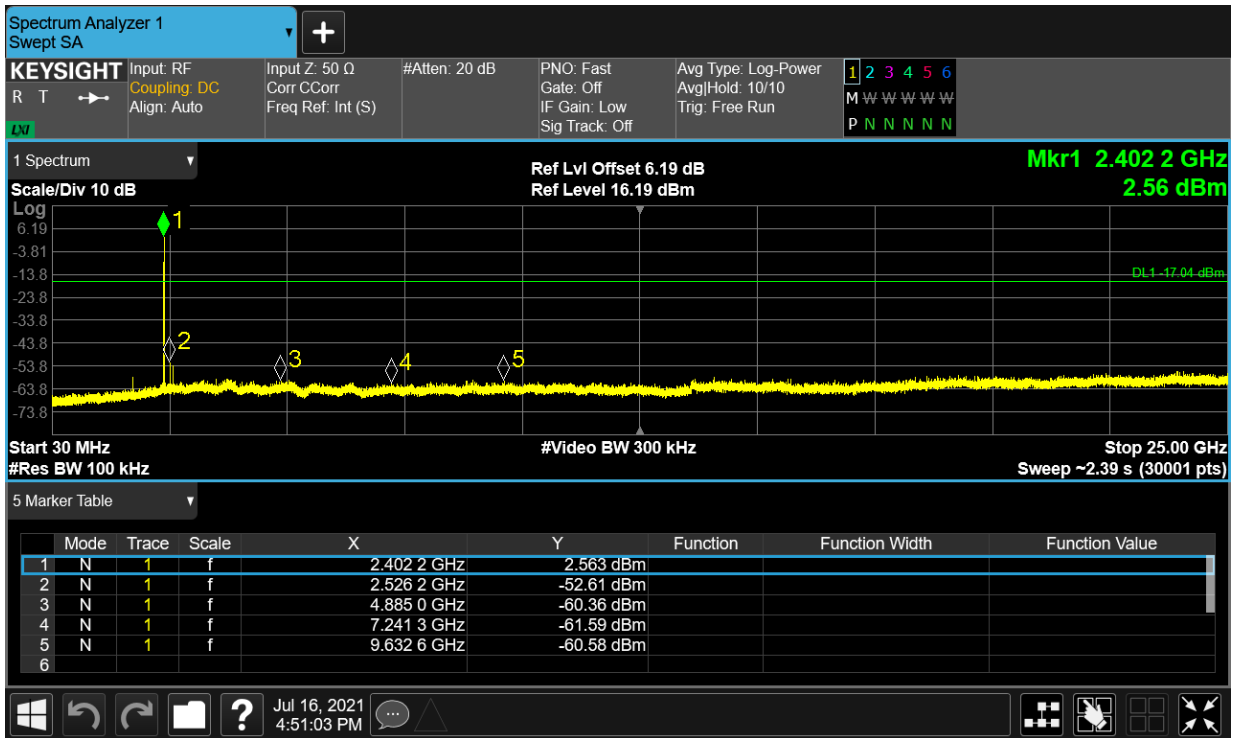 Spectrum Analyzer 1
Swept SA
KEYSIGHT
R T
LXI
Input: RF
Coupling: DC
Align: Auto
Input Z: 50 Ω
Corr CCorr
Freq Ref: Int (S)
#Atten: 20 dB
PNO: Fast
Gate: Off
IF Gain: Low
Sig Track: Off
Avg Type: Log-Power
Avg|Hold: 10/10
Trig: Free Run
1 2 3 4 5 6
M W W W W W
P N N N N N
1 Spectrum
Scale/Div 10 dB
Ref Lvl Offset 6.19 dB
Ref Level 16.19 dBm
Mkr1 2.402 2 GHz
2.56 dBm
Log
6.19
-3.81
-13.8
-23.8
-33.8
-43.8
-53.8
-63.8
-73.8
1
2
3
4
5
DL1 -17.04 dBm
Start 30 MHz
#Video BW 300 kHz
Stop 25.00 GHz
#Res BW 100 kHz
Sweep ~2.39 s (30001 pts)
5 Marker Table
Mode Trace Scale X Y Function Function Width Function Value
1 N 1 f 2.402 2 GHz 2.563 dBm
2 N 1 f 2.526 2 GHz -52.61 dBm
3 N 1 f 4.885 0 GHz -60.36 dBm
4 N 1 f 7.241 3 GHz -61.59 dBm
5 N 1 f 9.632 6 GHz -60.58 dBm
6
?
Jul 16, 2021
4:51:03 PM